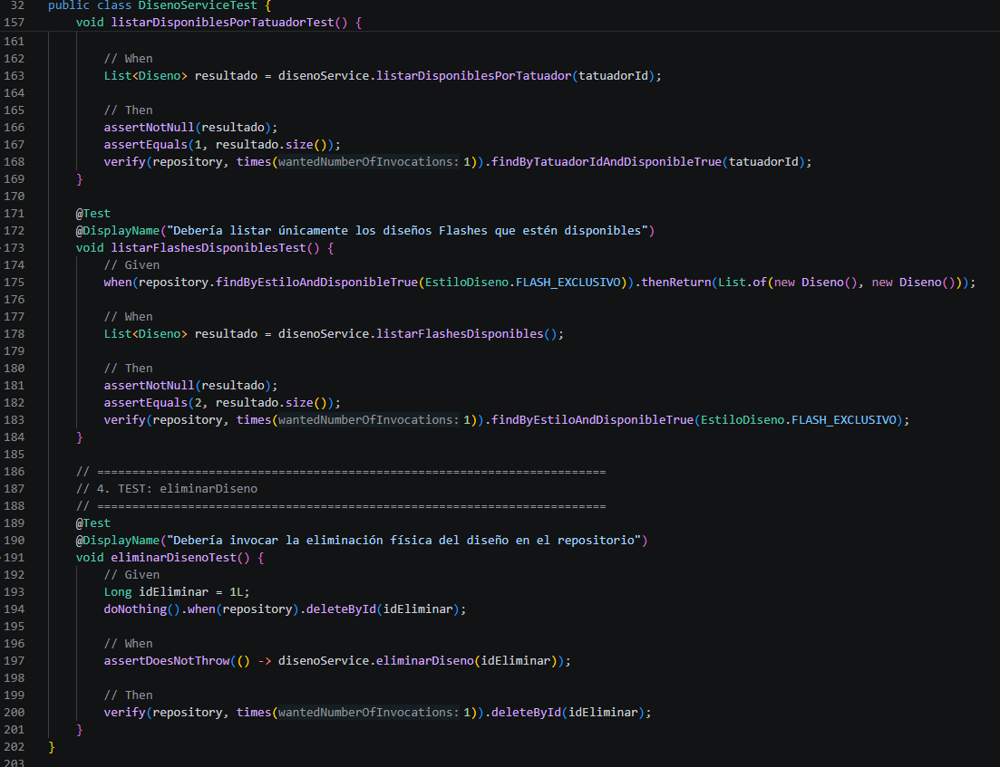 32 public class DisenoServiceTest {
157 void listarDisponiblesPorTatuadorTest() {
161
162 // When
163 List<Diseno> resultado = disenoService.listarDisponiblesPorTatuador(tatuadorId);
164
165 // Then
166 assertNotNull(resultado);
167 assertEquals(1, resultado.size());
168 verify(repository, times(wantedNumberOfInvocations: 1)).findByTatuadorIdAndDisponibleTrue(tatuadorId);
169 }
170
171 @Test
172 @DisplayName("Debería listar únicamente los diseños Flashes que estén disponibles")
173 void listarFlashesDisponiblesTest() {
174 // Given
175 when(repository.findByEstiloAndDisponibleTrue(EstiloDiseno.FLASH_EXCLUSIVO)).thenReturn(List.of(new Diseno(), new Diseno()));
176
177 // When
178 List<Diseno> resultado = disenoService.listarFlashesDisponibles();
179
180 // Then
181 assertNotNull(resultado);
182 assertEquals(2, resultado.size());
183 verify(repository, times(wantedNumberOfInvocations: 1)).findByEstiloAndDisponibleTrue(EstiloDiseno.FLASH_EXCLUSIVO);
184 }
185
186 // =========================================================================
187 // 4. TEST: eliminarDiseno
188 // =========================================================================
189 @Test
190 @DisplayName("Debería invocar la eliminación física del diseño en el repositorio")
191 void eliminarDisenoTest() {
192 // Given
193 Long idEliminar = 1L;
194 doNothing().when(repository).deleteById(idEliminar);
195
196 // When
197 assertDoesNotThrow(() -> disenoService.eliminarDiseno(idEliminar));
198
199 // Then
200 verify(repository, times(wantedNumberOfInvocations: 1)).deleteById(idEliminar);
201 }
202 }
203